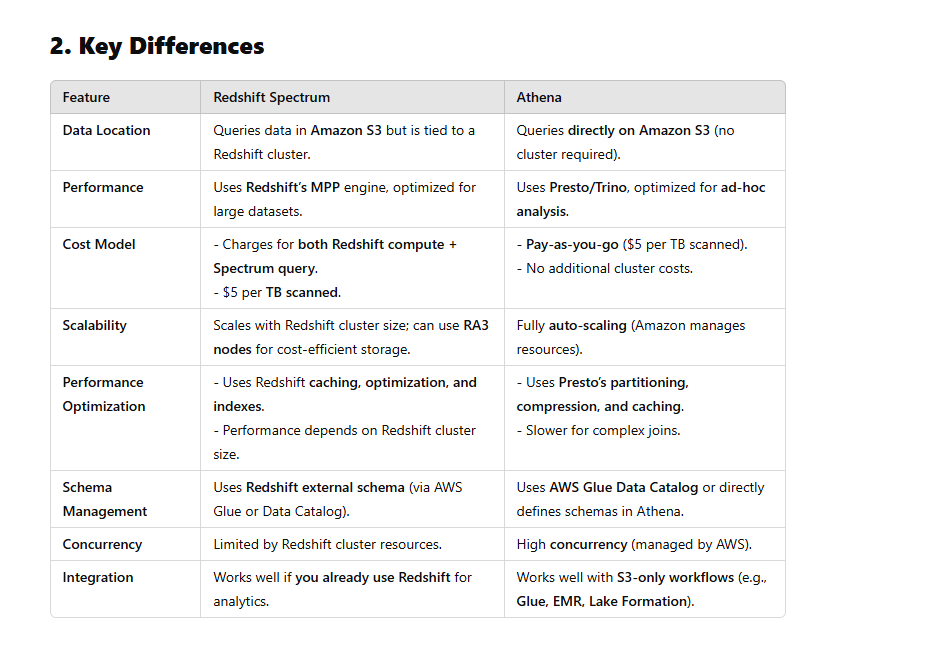 2. Key Differences
Feature
Redshift Spectrum
Athena
Data Location
Queries data in Amazon S3 but is tied to a
Redshift cluster.
Queries directly on Amazon S3 (no
cluster required).
Performance
Uses Redshift’s MPP engine, optimized for
large datasets.
Uses Presto/Trino, optimized for ad-hoc
analysis.
Cost Model
- Charges for both Redshift compute +
Spectrum query.
- $5 per TB scanned.
- Pay-as-you-go ($5 per TB scanned).
- No additional cluster costs.
Scalability
Scales with Redshift cluster size; can use RA3
nodes for cost-efficient storage.
Fully auto-scaling (Amazon manages
resources).
Performance
Optimization
- Uses Redshift caching, optimization, and
indexes.
- Performance depends on Redshift cluster
size.
- Uses Presto’s partitioning,
compression, and caching.
- Slower for complex joins.
Schema
Management
Uses Redshift external schema (via AWS
Glue or Data Catalog).
Uses AWS Glue Data Catalog or directly
defines schemas in Athena.
Concurrency
Limited by Redshift cluster resources.
High concurrency (managed by AWS).
Integration
Works well if you already use Redshift for
analytics.
Works well with S3-only workflows (e.g.,
Glue, EMR, Lake Formation).